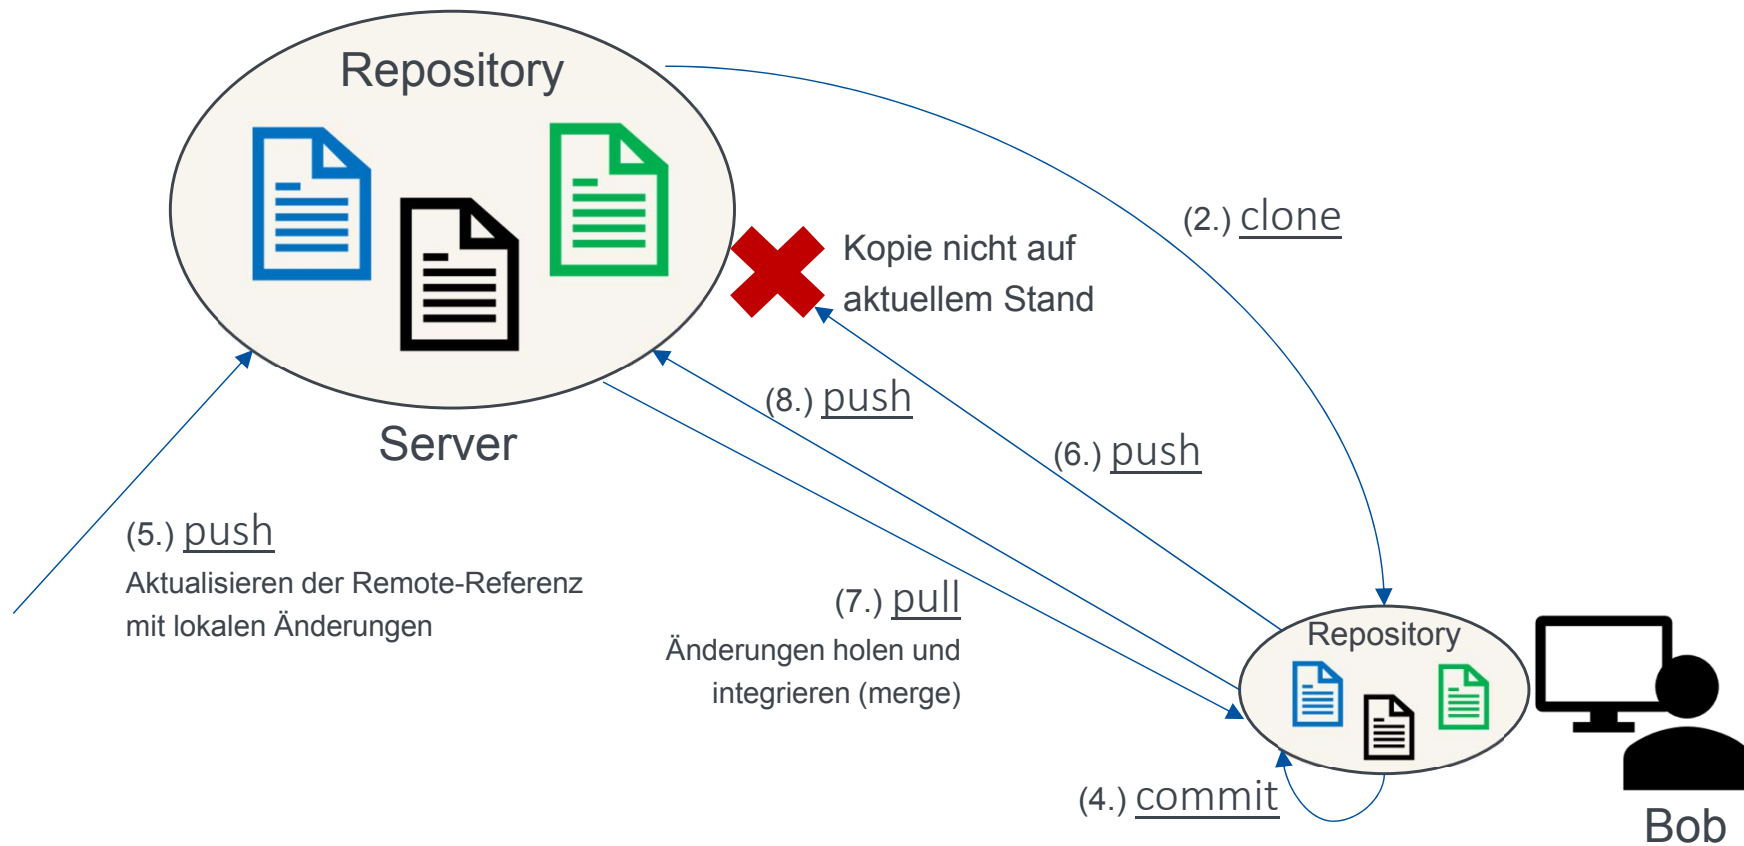 Repository
(2.) clone
Kopie nicht auf
aktuellem Stand
(8.) push
Server
(6.) push
(5.) push
Aktualisieren der Remote-Referenz
mit lokalen Änderungen
(7.) pull
Änderungen holen und
integrieren (merge)
Repository
(4.) commit
Bob